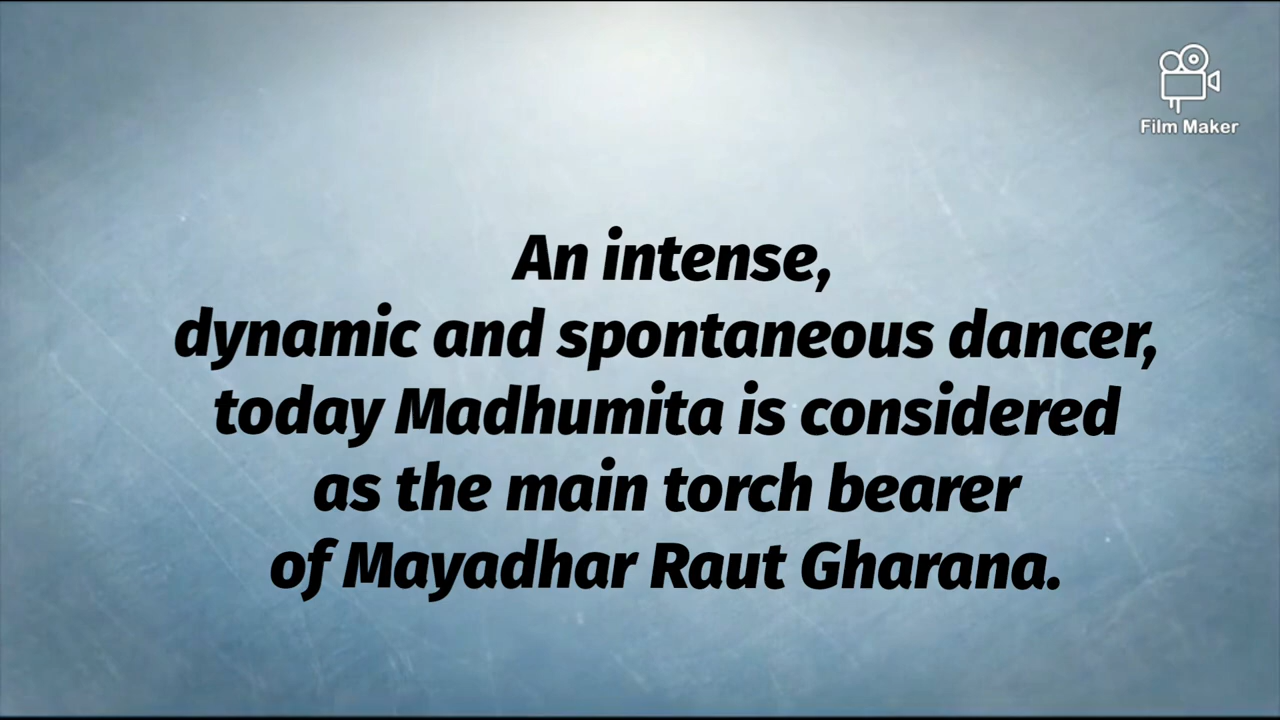 Film Maker
An intense,
dynamic and spontaneous dancer,
today Madhumita is considered
as the main torch bearer
of Mayadhar Raut Gharana.